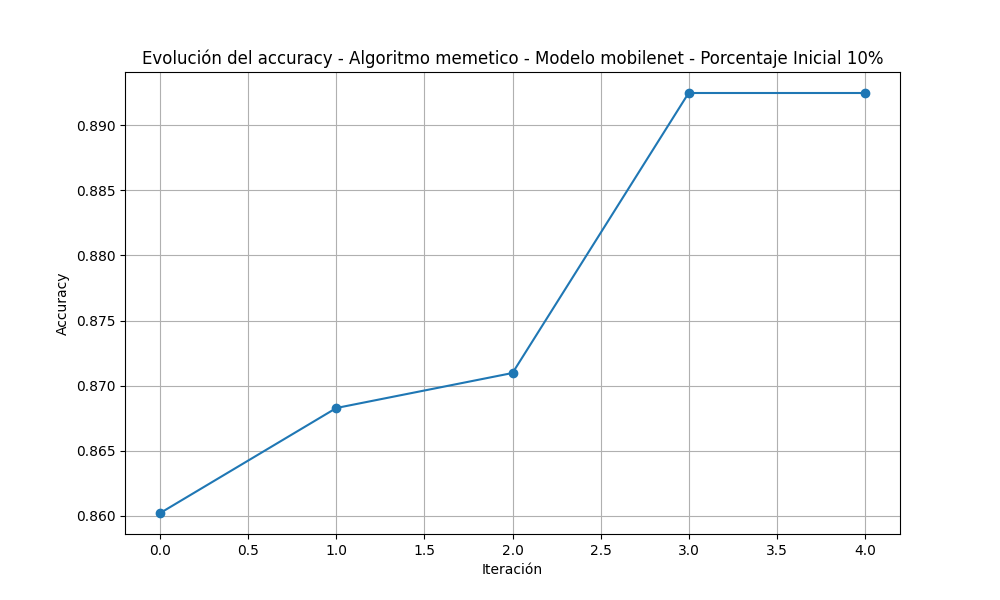 Evolución del accuracy - Algoritmo memetico - Modelo mobilenet - Porcentaje Inicial 10%
0.890
0.885
0.880
0.875
0.870
0.865
0.860
Accuracy
0.0 0.5 1.0 1.5 2.0 2.5 3.0 3.5 4.0
Iteración